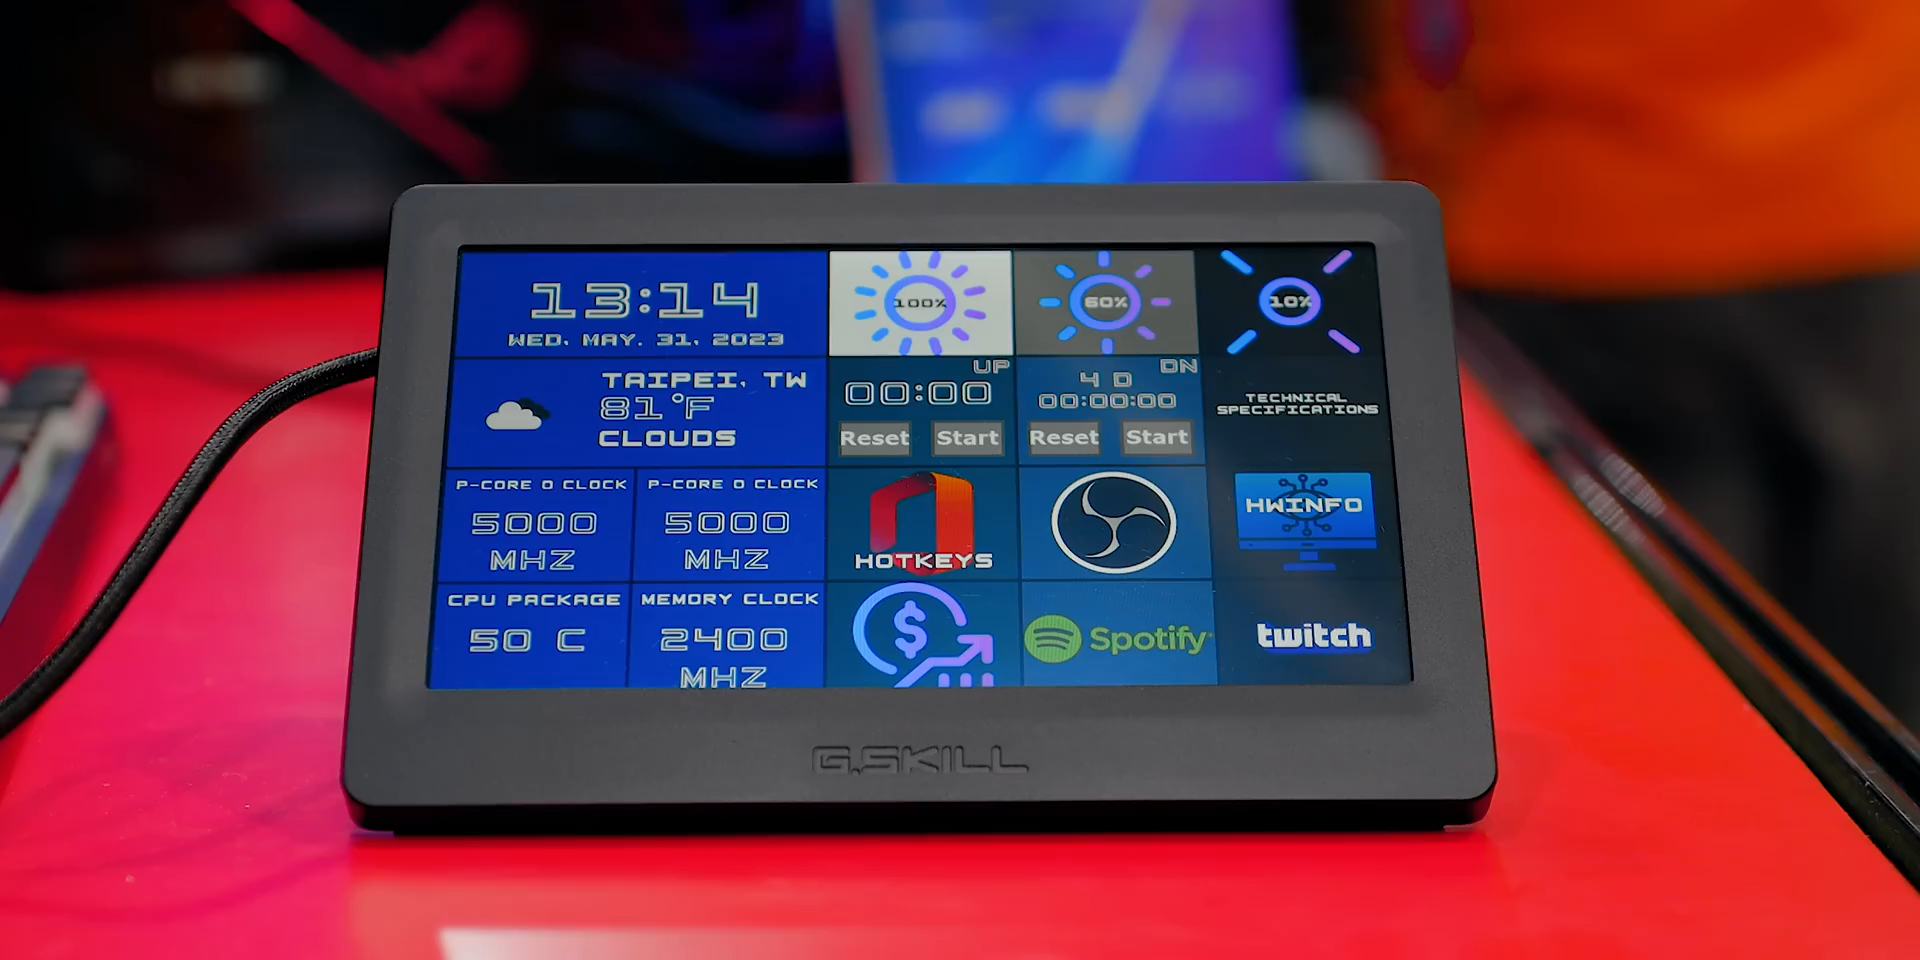 13:14
WED. MAY. 31, 2023
100%
60%
10%
TAIPEI, TW
81°F
CLOUDS
UP
00:00
Reset Start
DN
4 D
00:00:00
Reset Start
TECHNICAL
SPECIFICATIONS
P-CORE 0 CLOCK
5000
MHZ
P-CORE 0 CLOCK
5000
MHZ
HOTKEYS
HWINFO
CPU PACKAGE
50 C
MEMORY CLOCK
2400
MHZ
$
Spotify
twitch
G.SKILL